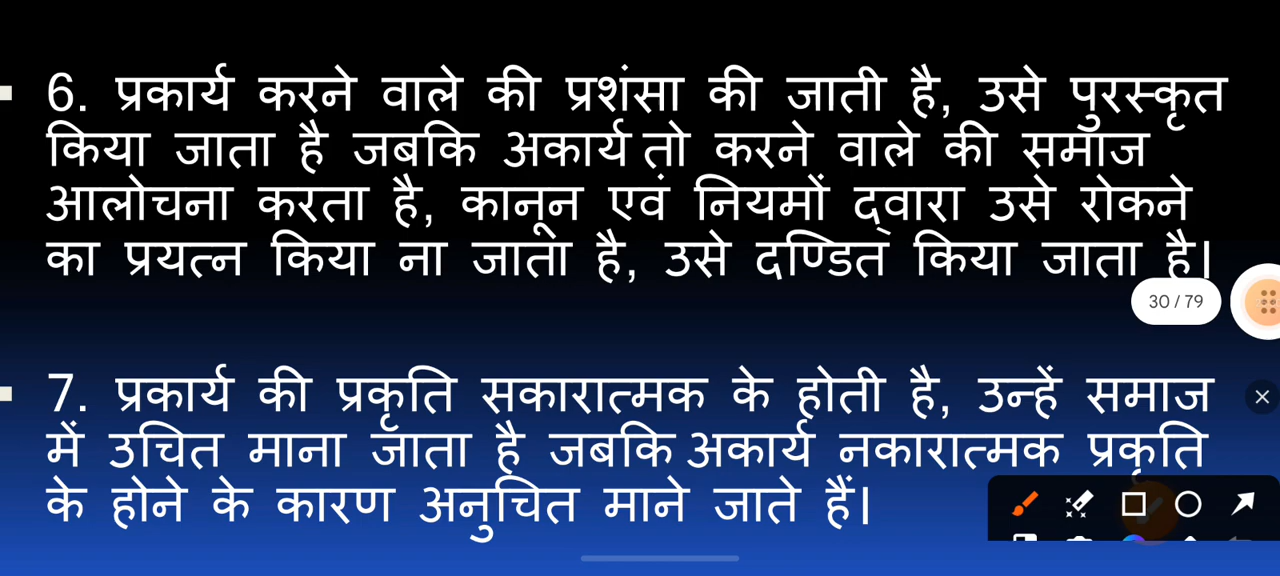 6. प्रकार्य करने वाले की प्रशंसा की जाती है, उसे पुरस्कृत
किया जाता है जबकि अकार्य तो करने वाले की समाज
आलोचना करता है, कानून एवं नियमों द्वारा उसे रोकने
का प्रयत्न किया ना जाता है, उसे दण्डित किया जाता है।
30 / 79
7. प्रकार्य की प्रकृति सकारात्मक के होती है, उन्हें समाज
में उचित माना जाता है जबकि अकार्य नकारात्मक प्रकृति
के होने के कारण अनुचित माने जाते हैं।